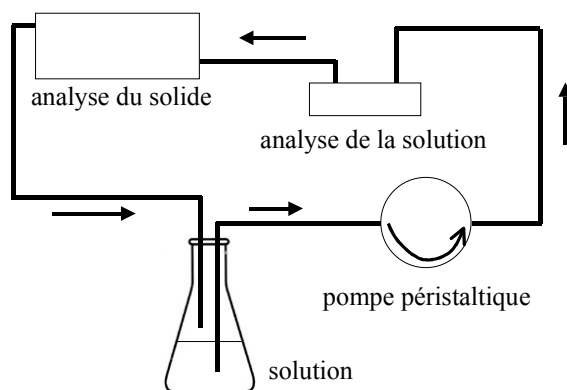 analyse du solide
analyse de la solution
pompe péristaltique
solution